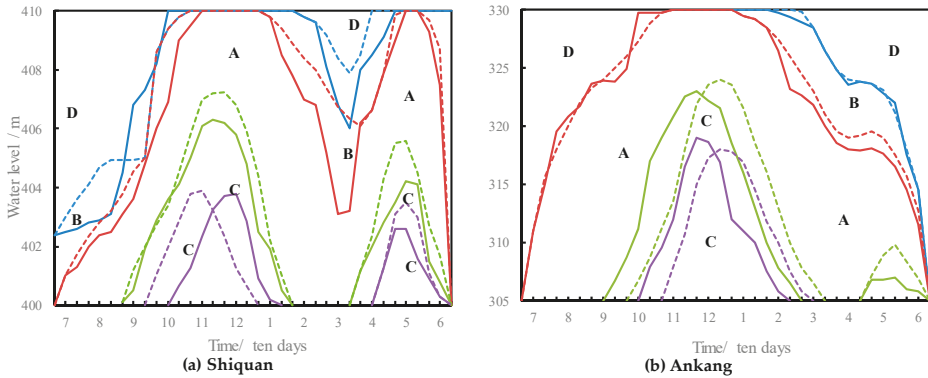 410
408
406
404
402
400
Water level / m
D
A
D
A
B
B
C
C
C
C
7 8 9 10 11 12 1 2 3 4 5 6
Time/ ten days
(a) Shiquan
330
325
320
315
310
305
D
D
B
C
A
A
C
7 8 9 10 11 12 1 2 3 4 5 6
Time/ ten days
(b) Ankang